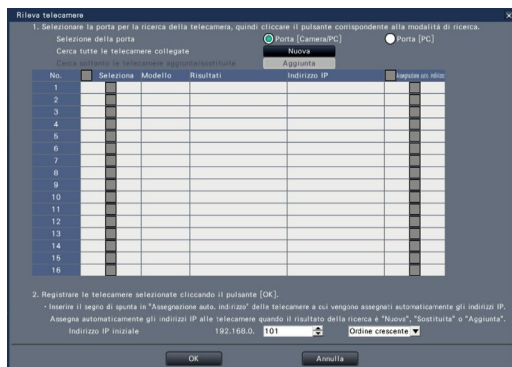 Rileva telecamere
1. Selezionare la porta per la ricerca della telecamera, quindi cliccare il pulsante corrispondente alla modalità di ricerca.
Selezione della porta Porta [Camera/PC] Porta [PC]
Cerca tutte le telecamere collegate Nuova
Cerca soltanto le telecamere aggiunte/sostituite Aggiunta
No. Seleziona Modello Risultati Indirizzo IP Assegnazione auto. indirizzo
1
2
3
4
5
6
7
8
9
10
11
12
13
14
15
16
2. Registrare le telecamere selezionate cliccando il pulsante [OK].
- Inserire il segno di spunta in "Assegnazione auto. indirizzo" delle telecamere a cui vengono assegnati automaticamente gli indirizzi IP.
Assegna automaticamente gli indirizzi IP alle telecamere quando il risultato della ricerca è "Nuova", "Sostituita" o "Aggiunta".
Indirizzo IP iniziale 192.168.0. 101 Ordine crescente
OK Annulla